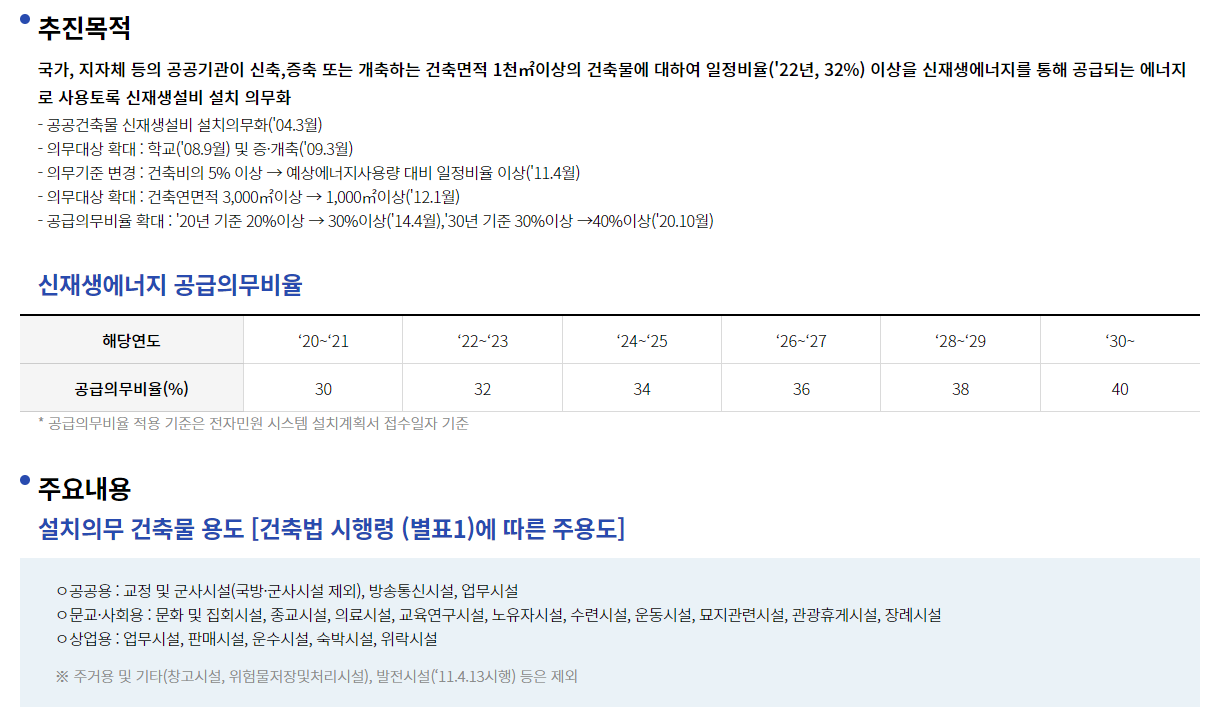 추진목적
국가, 지자체 등의 공공기관이 신축,증축 또는 개축하는 건축면적 1천㎡이상의 건축물에 대하여 일정비율('22년, 32%) 이상을 신재생에너지를 통해 공급되는 에너지
로 사용토록 신재생설비 설치 의무화
- 공공건축물 신재생설비 설치의무화('04.3월)
- 의무대상 확대 : 학교('08.9월) 및 증·개축('09.3월)
- 의무기준 변경 : 건축비의 5% 이상 → 예상에너지사용량 대비 일정비율 이상('11.4월)
- 의무대상 확대 : 건축연면적 3,000㎡이상 → 1,000㎡이상('12.1월)
- 공급의무비율 확대 : '20년 기준 20%이상 → 30%이상('14.4월),'30년 기준 30%이상 →40%이상('20.10월)
신재생에너지 공급의무비율
해당연도 ‘20~‘21 ‘22~‘23 ‘24~‘25 ‘26~‘27 ‘28~‘29 ‘30~
공급의무비율(%) 30 32 34 36 38 40
* 공급의무비율 적용 기준은 전자민원 시스템 설치계획서 접수일자 기준
주요내용
설치의무 건축물 용도 [건축법 시행령 (별표1)에 따른 주용도]
ㅇ공공용 : 교정 및 군사시설(국방·군사시설 제외), 방송통신시설, 업무시설
ㅇ문교·사회용 : 문화 및 집회시설, 종교시설, 의료시설, 교육연구시설, 노유자시설, 수련시설, 운동시설, 묘지관련시설, 관광휴게시설, 장례시설
ㅇ상업용 : 업무시설, 판매시설, 운수시설, 숙박시설, 위락시설
※ 주거용 및 기타(창고시설, 위험물저장및처리시설), 발전시설(‘11.4.13시행) 등은 제외